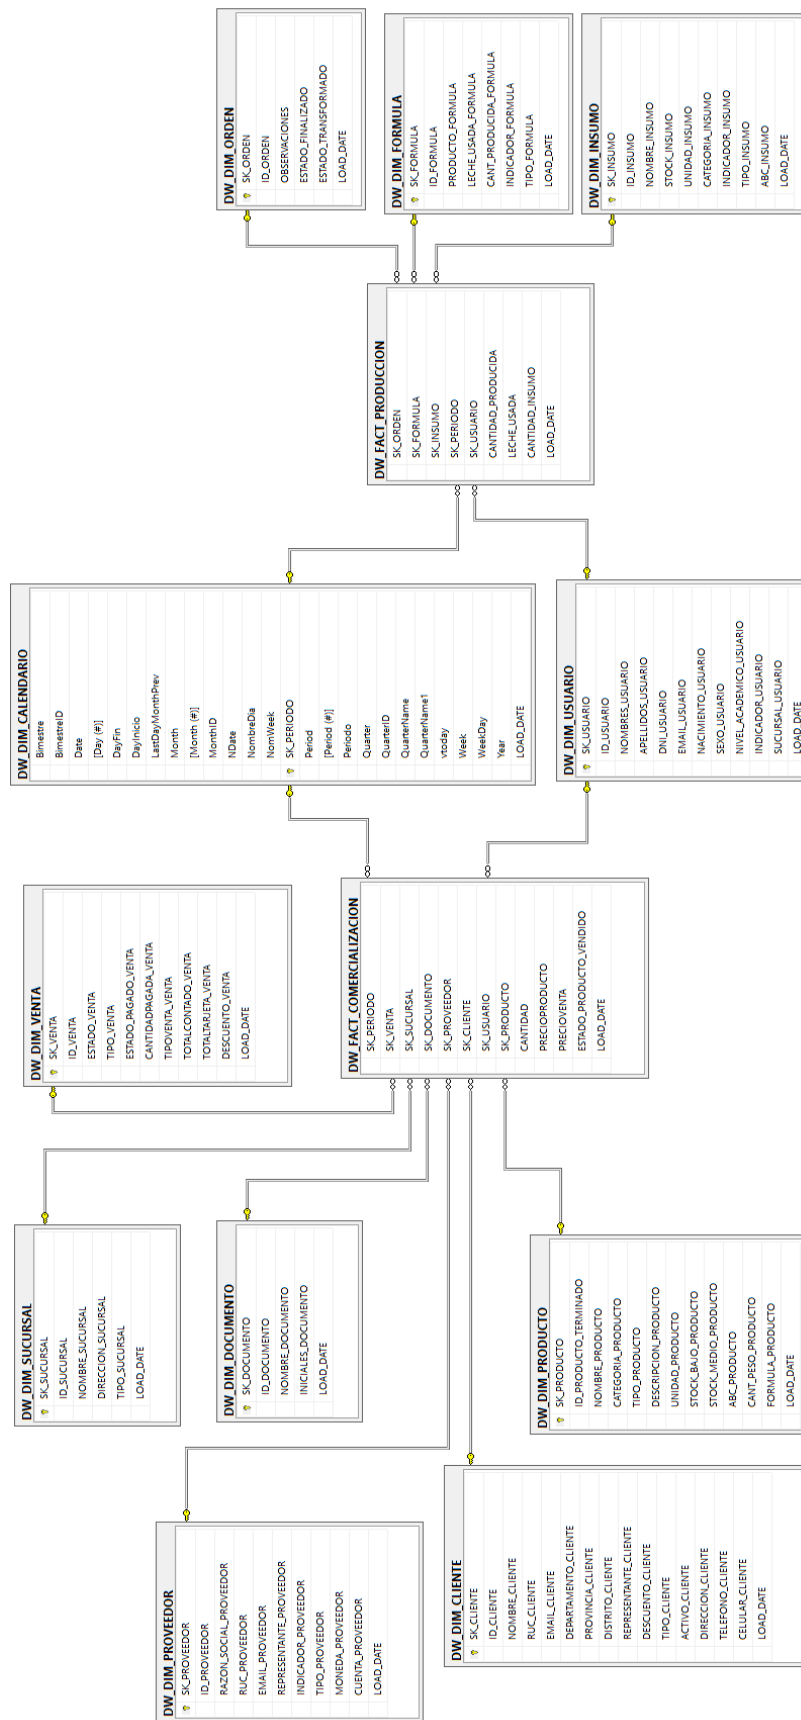 DW_DIM_PROVEEDOR
SK_PROVEEDOR
ID_PROVEEDOR
RAZON_SOCIAL_PROVEEDOR
RUC_PROVEEDOR
EMAIL_PROVEEDOR
REPRESENTANTE_PROVEEDOR
INDICADOR_PROVEEDOR
TIPO_PROVEEDOR
MONEDA_PROVEEDOR
CUENTA_PROVEEDOR
LOAD_DATE
DW_DIM_CLIENTE
SK_CLIENTE
ID_CLIENTE
NOMBRE_CLIENTE
RUC_CLIENTE
EMAIL_CLIENTE
DEPARTAMENTO_CLIENTE
PROVINCIA_CLIENTE
DISTRITO_CLIENTE
REPRESENTANTE_CLIENTE
DESCUENTO_CLIENTE
TIPO_CLIENTE
ACTIVO_CLIENTE
DIRECCION_CLIENTE
TELEFONO_CLIENTE
CELULAR_CLIENTE
LOAD_DATE
DW_DIM_SUCURSAL
SK_SUCURSAL
ID_SUCURSAL
NOMBRE_SUCURSAL
DIRECCION_SUCURSAL
TIPO_SUCURSAL
LOAD_DATE
DW_DIM_DOCUMENTO
SK_DOCUMENTO
ID_DOCUMENTO
NOMBRE_DOCUMENTO
INICIALES_DOCUMENTO
LOAD_DATE
DW_DIM_PRODUCTO
SK_PRODUCTO
ID_PRODUCTO_TERMINADO
NOMBRE_PRODUCTO
CATEGORIA_PRODUCTO
TIPO_PRODUCTO
DESCRIPCION_PRODUCTO
UNIDAD_PRODUCTO
STOCK_BAJO_PRODUCTO
STOCK_MEDIO_PRODUCTO
ABC_PRODUCTO
CANT_PESO_PRODUCTO
FORMULA_PRODUCTO
LOAD_DATE
DW_DIM_VENTA
SK_VENTA
ID_VENTA
ESTADO_VENTA
TIPO_VENTA
ESTADO_PAGADO_VENTA
CANTIDADPAGADA_VENTA
TIPOVENTA_VENTA
TOTALCONTADO_VENTA
TOTALTARJETA_VENTA
DESCUENTO_VENTA
LOAD_DATE
DW_FACT_COMERCIALIZACION
SK_PERIODO
SK_VENTA
SK_SUCURSAL
SK_DOCUMENTO
SK_PROVEEDOR
SK_CLIENTE
SK_USUARIO
SK_PRODUCTO
CANTIDAD
PRECIOPRODUCTO
PRECIOVENTA
ESTADO_PRODUCTO_VENDIDO
LOAD_DATE
DW_DIM_CALENDARIO
Bimestre
BimestreID
Date
[Day (#)]
DayFin
DayInicio
LastDayMonthPrev
Month
[Month (#)]
MonthID
NDate
NombreDia
NomWeek
SK_PERIODO
Period
[Period (#)]
Periodo
Quarter
QuarterID
QuarterName
QuarterName1
vtoday
Week
WeekDay
Year
LOAD_DATE
DW_DIM_USUARIO
SK_USUARIO
ID_USUARIO
NOMBRES_USUARIO
APELLIDOS_USUARIO
DNI_USUARIO
EMAIL_USUARIO
NACIMIENTO_USUARIO
SEXO_USUARIO
NIVEL_ACADEMICO_USUARIO
INDICADOR_USUARIO
SUCURSAL_USUARIO
LOAD_DATE
DW_FACT_PRODUCCION
SK_ORDEN
SK_FORMULA
SK_INSUMO
SK_PERIODO
SK_USUARIO
CANTIDAD_PRODUCIDA
LECHE_USADA
CANTIDAD_INSUMO
LOAD_DATE
DW_DIM_ORDEN
SK_ORDEN
ID_ORDEN
OBSERVACIONES
ESTADO_FINALIZADO
ESTADO_TRANSFORMADO
LOAD_DATE
DW_DIM_FORMULA
SK_FORMULA
ID_FORMULA
PRODUCTO_FORMULA
LECHE_USADA_FORMULA
CANT_PRODUCIDA_FORMULA
INDICADOR_FORMULA
TIPO_FORMULA
LOAD_DATE
DW_DIM_INSUMO
SK_INSUMO
ID_INSUMO
NOMBRE_INSUMO
STOCK_INSUMO
UNIDAD_INSUMO
CATEGORIA_INSUMO
INDICADOR_INSUMO
TIPO_INSUMO
ABC_INSUMO
LOAD_DATE